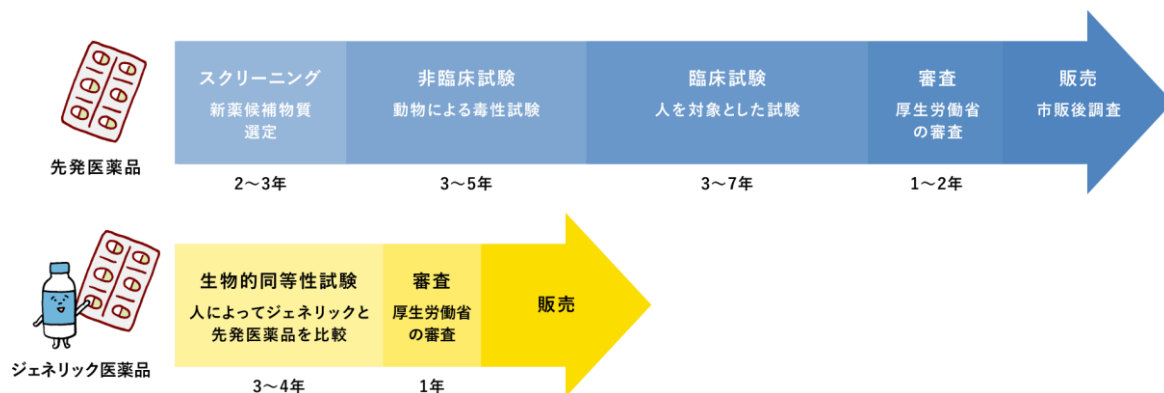 先発医薬品
スクリーニング
新薬候補物質
選定
2〜3年
非臨床試験
動物による毒性試験
3〜5年
臨床試験
人を対象とした試験
3〜7年
審査
厚生労働省
の審査
1〜2年
販売
市販後調査
ジェネリック医薬品
生物的同等性試験
人によってジェネリックと
先発医薬品を比較
3〜4年
審査
厚生労働省
の審査
1年
販売